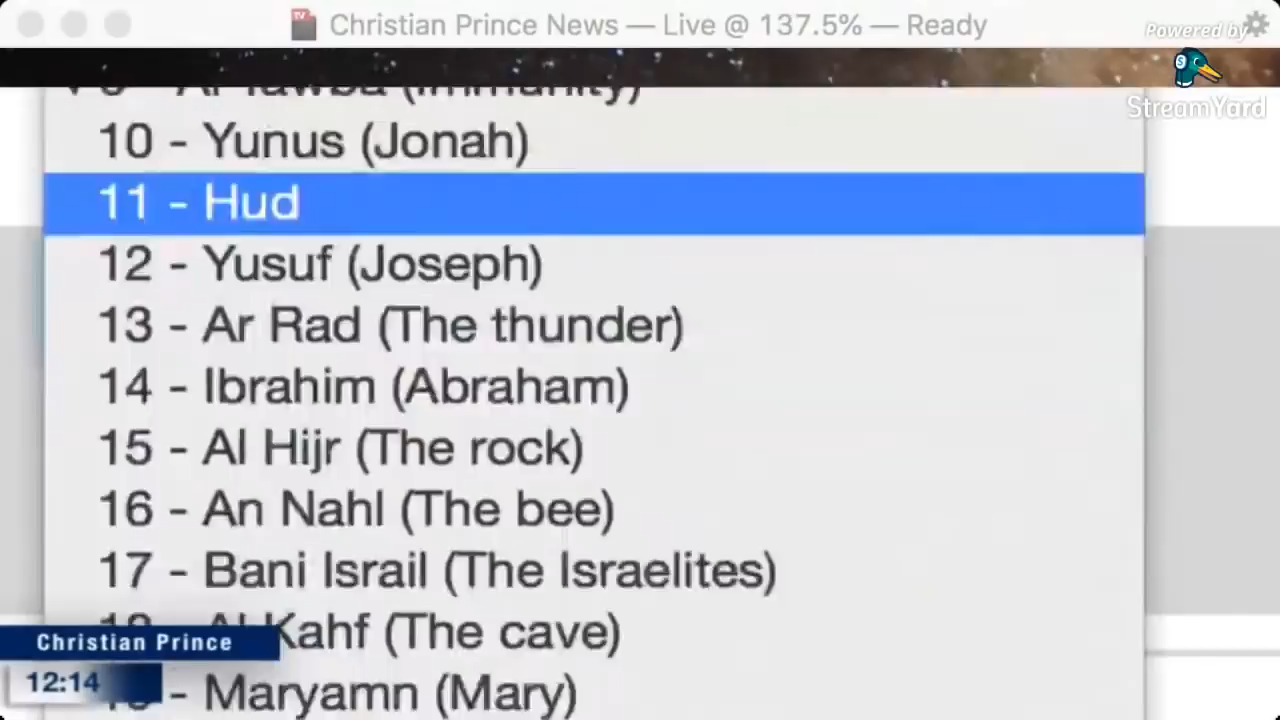 Christian Prince News — Live @ 137.5% — Ready
Powered by
StreamYard
(Immunity)
10 - Yunus (Jonah)
11 - Hud
12 - Yusuf (Joseph)
13 - Ar Rad (The thunder)
14 - Ibrahim (Abraham)
15 - Al Hijr (The rock)
16 - An Nahl (The bee)
17 - Bani Israil (The Israelites)
Al Kahf (The cave)
- Maryamn (Mary)
Christian Prince
12:14